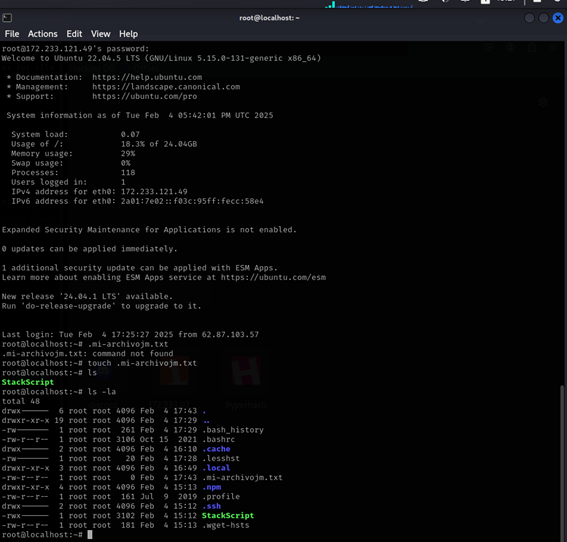 root@localhost: ~
File Actions Edit View Help
root@172.233.121.49's password:
Welcome to Ubuntu 22.04.5 LTS (GNU/Linux 5.15.0-131-generic x86_64)
* Documentation: https://help.ubuntu.com
* Management: https://landscape.canonical.com
* Support: https://ubuntu.com/pro
System information as of Tue Feb 4 05:42:01 PM UTC 2025
System load: 0.07
Usage of /: 18.3% of 24.04GB
Memory usage: 29%
Swap usage: 0%
Processes: 118
Users logged in: 1
IPv4 address for eth0: 172.233.121.49
IPv6 address for eth0: 2a01:7e02::f03c:95ff:fecc:58e4
Expanded Security Maintenance for Applications is not enabled.
0 updates can be applied immediately.
1 additional security update can be applied with ESM Apps.
Learn more about enabling ESM Apps service at https://ubuntu.com/esm
New release '24.04.1 LTS' available.
Run 'do-release-upgrade' to upgrade to it.
Last login: Tue Feb 4 17:25:27 2025 from 62.87.103.57
root@localhost:~# .mi-archivojm.txt
.mi-archivojm.txt: command not found
root@localhost:~# touch .mi-archivojm.txt
root@localhost:~# ls
StackScript
root@localhost:~# ls -la
total 48
drwx------ 6 root root 4096 Feb 4 17:43 .
drwxr-xr-x 19 root root 4096 Feb 4 17:29 ..
-rw------- 1 root root 261 Feb 4 17:29 .bash_history
-rw-r--r-- 1 root root 3106 Oct 15 2021 .bashrc
drwx------ 2 root root 4096 Feb 4 16:10 .cache
-rw------- 1 root root 20 Feb 4 17:28 .lesshst
drwxr-xr-x 3 root root 4096 Feb 4 16:49 .local
-rw-r--r-- 1 root root 0 Feb 4 17:43 .mi-archivojm.txt
drwxr-xr-x 4 root root 4096 Feb 4 15:13 .npm
-rw-r--r-- 1 root root 161 Jul 9 2019 .profile
drwx------ 2 root root 4096 Feb 4 15:12 .ssh
-rwx------ 1 root root 3102 Feb 4 15:12 StackScript
-rw-r--r-- 1 root root 181 Feb 4 15:13 .wget-hsts
root@localhost:~#